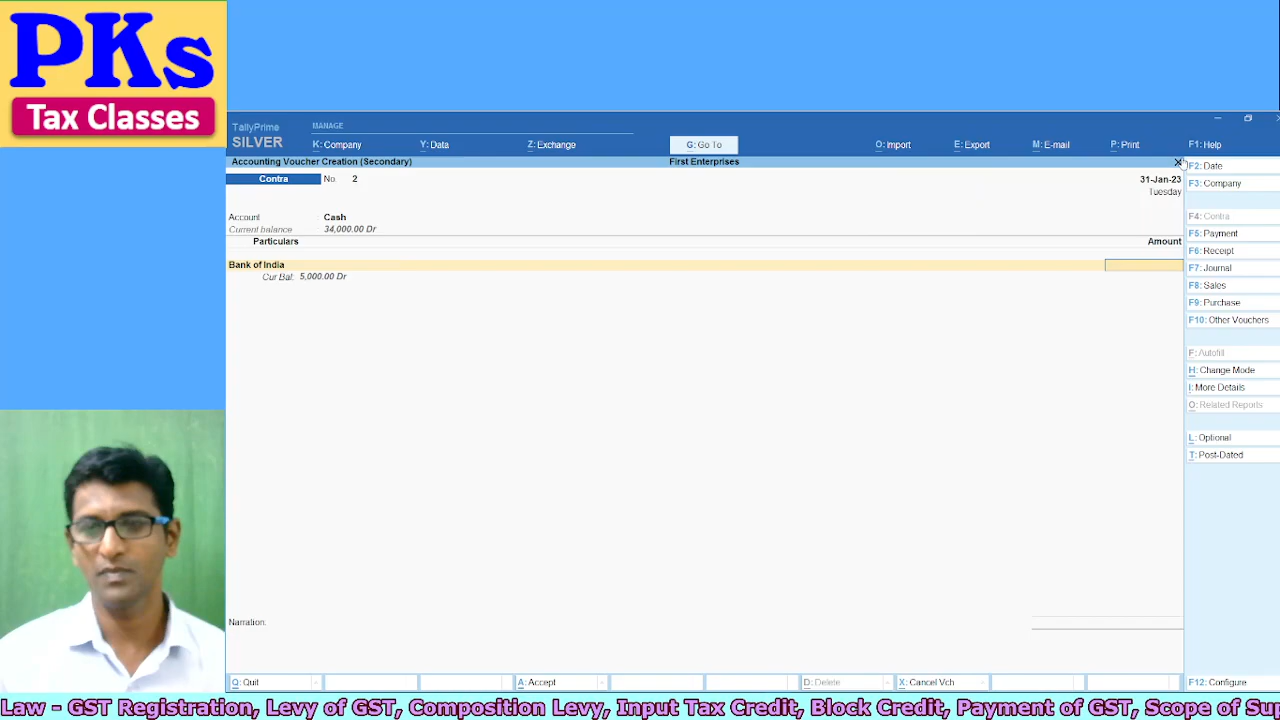 PKs
Tax Classes
TallyPrime
SILVER
MANAGE
K: Company
Y: Data
Z: Exchange
G: Go To
O: Import
E: Export
M: E-mail
P: Print
F1: Help
Accounting Voucher Creation (Secondary)
First Enterprises
Contra
No.
2
31-Jan-23
Tuesday
Account : Cash
Current balance 34,000.00 Dr
Particulars
Amount
Bank of India
Cur Bal: 5,000.00 Dr
Narration:
F2: Date
F3: Company
F4: Contra
F5: Payment
F6: Receipt
F7: Journal
F8: Sales
F9: Purchase
F10: Other Vouchers
F: Autofill
H: Change Mode
I: More Details
O: Related Reports
L: Optional
T: Post-Dated
Q: Quit
A: Accept
D: Delete
X: Cancel Vch
F12: Configure
Law - GST Registration, Levy of GST, Composition Levy, Input Tax Credit, Block Credit, Payment of GST, Scope of Sup